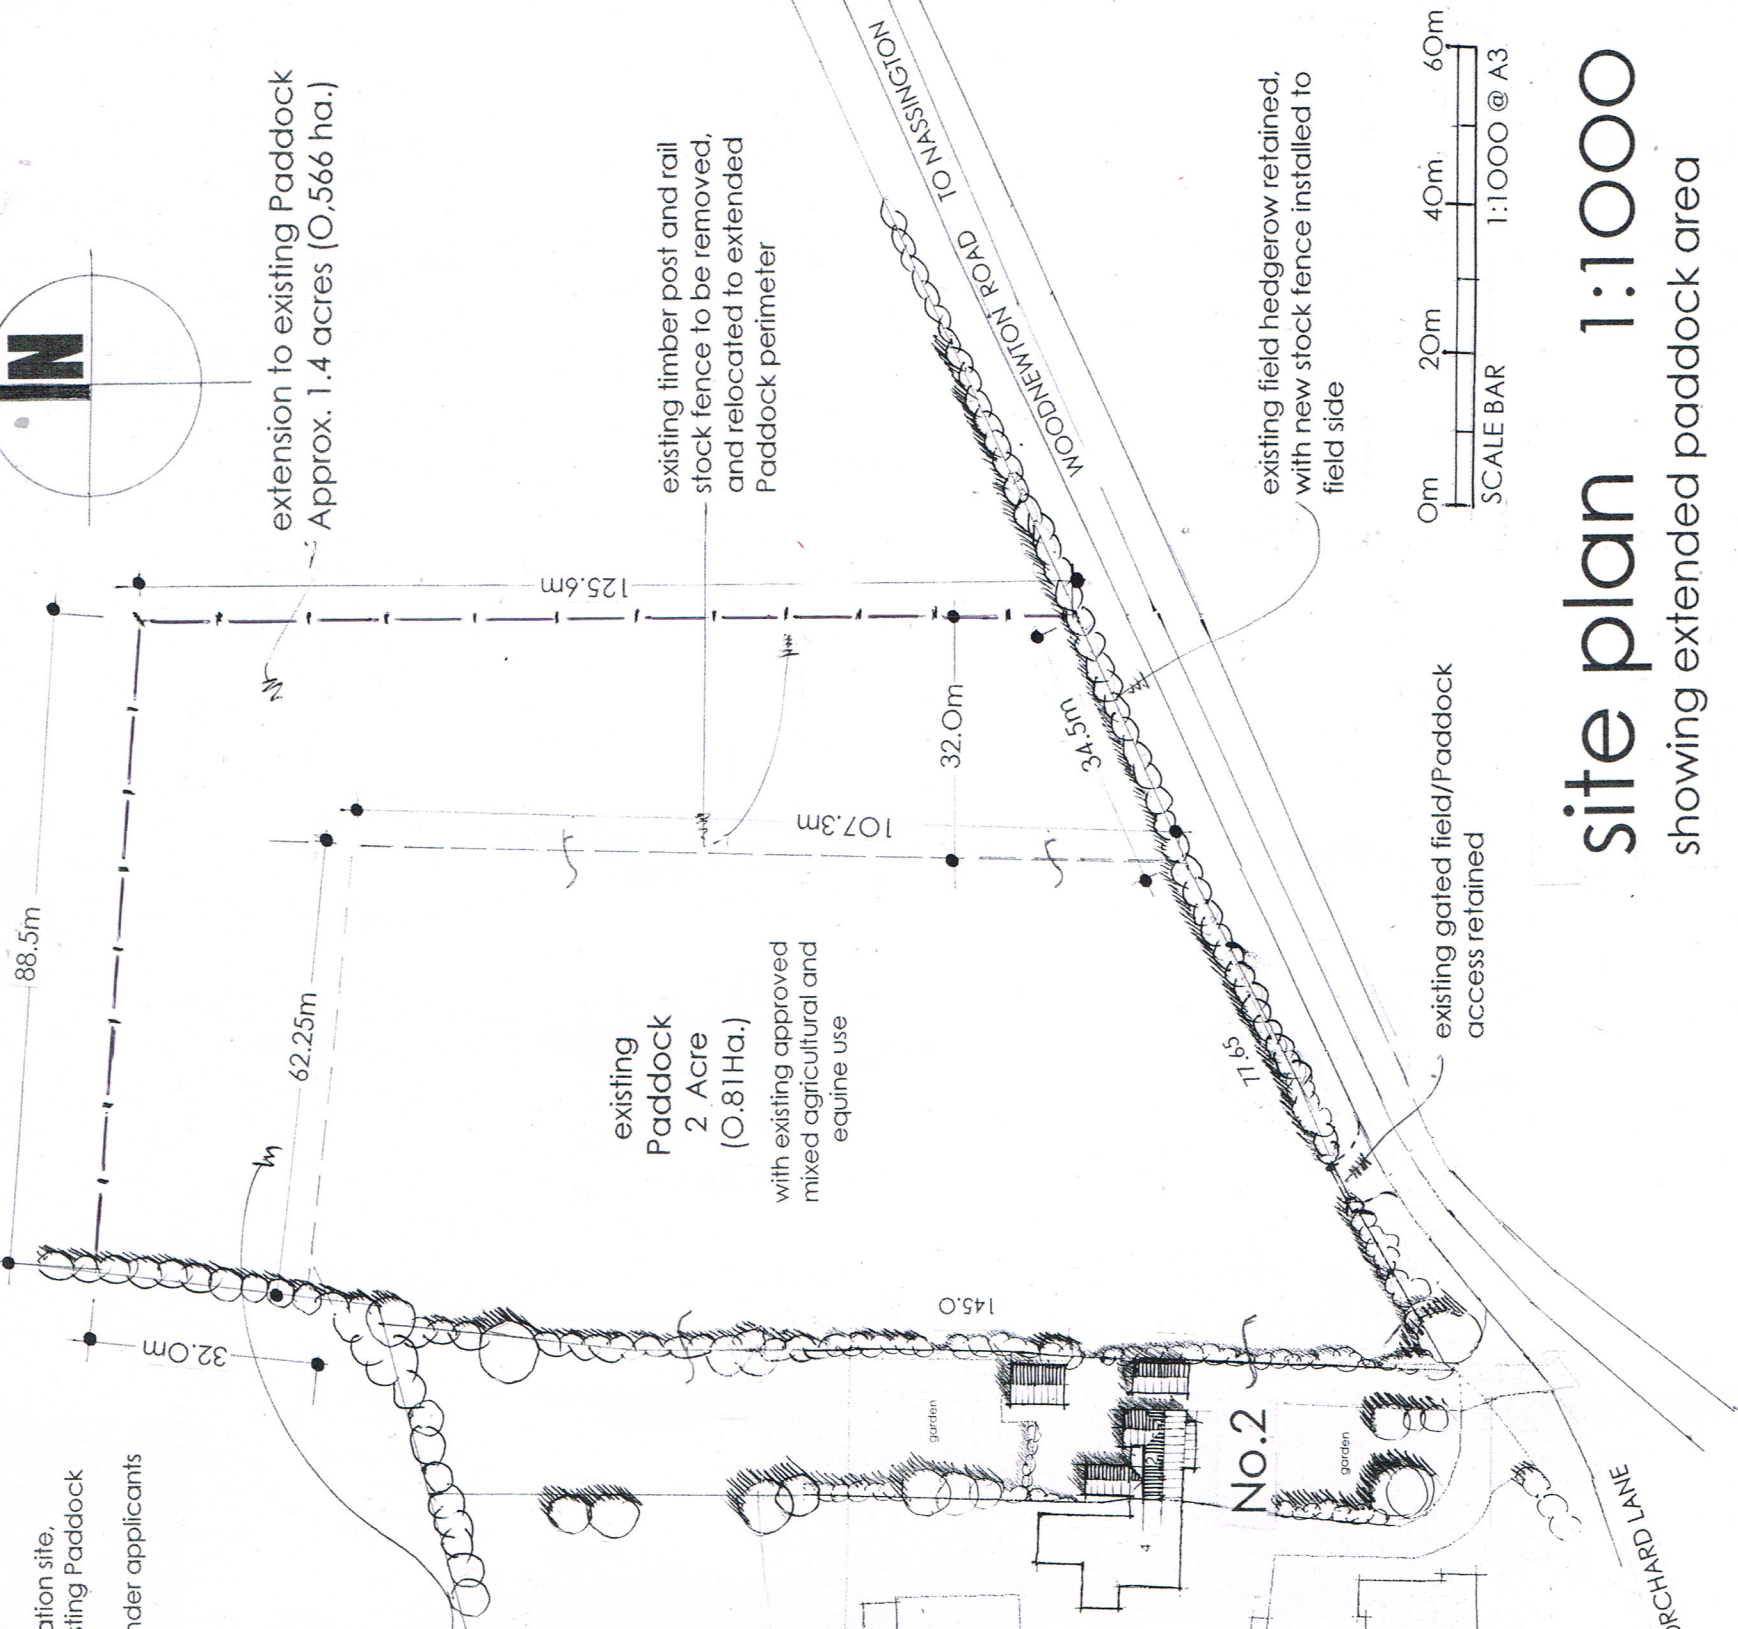 N
extension to existing Paddock
Approx. 1.4 acres (0,566 ha.)
existing timber post and rail
stock fence to be removed,
and relocated to extended
Paddock perimeter
WOODNEWTON ROAD TO NASSINGTON
existing field hedgerow retained,
with new stock fence installed to
field side
0m 20m 40m 60m
SCALE BAR 1:1000 @ A3
site plan 1:1000
showing extended paddock area
88.5m
125.6m
62.25m
107.3m
32.0m
34.5m
existing
Paddock
2 Acre
(0.81Ha.)
with existing approved
mixed agricultural and
equine use
77.65
existing gated field/Paddock
access retained
32.0m
145.0
garden
No.2
garden
2
4
ation site,
sting Paddock
nder applicants
ORCHARD LANE